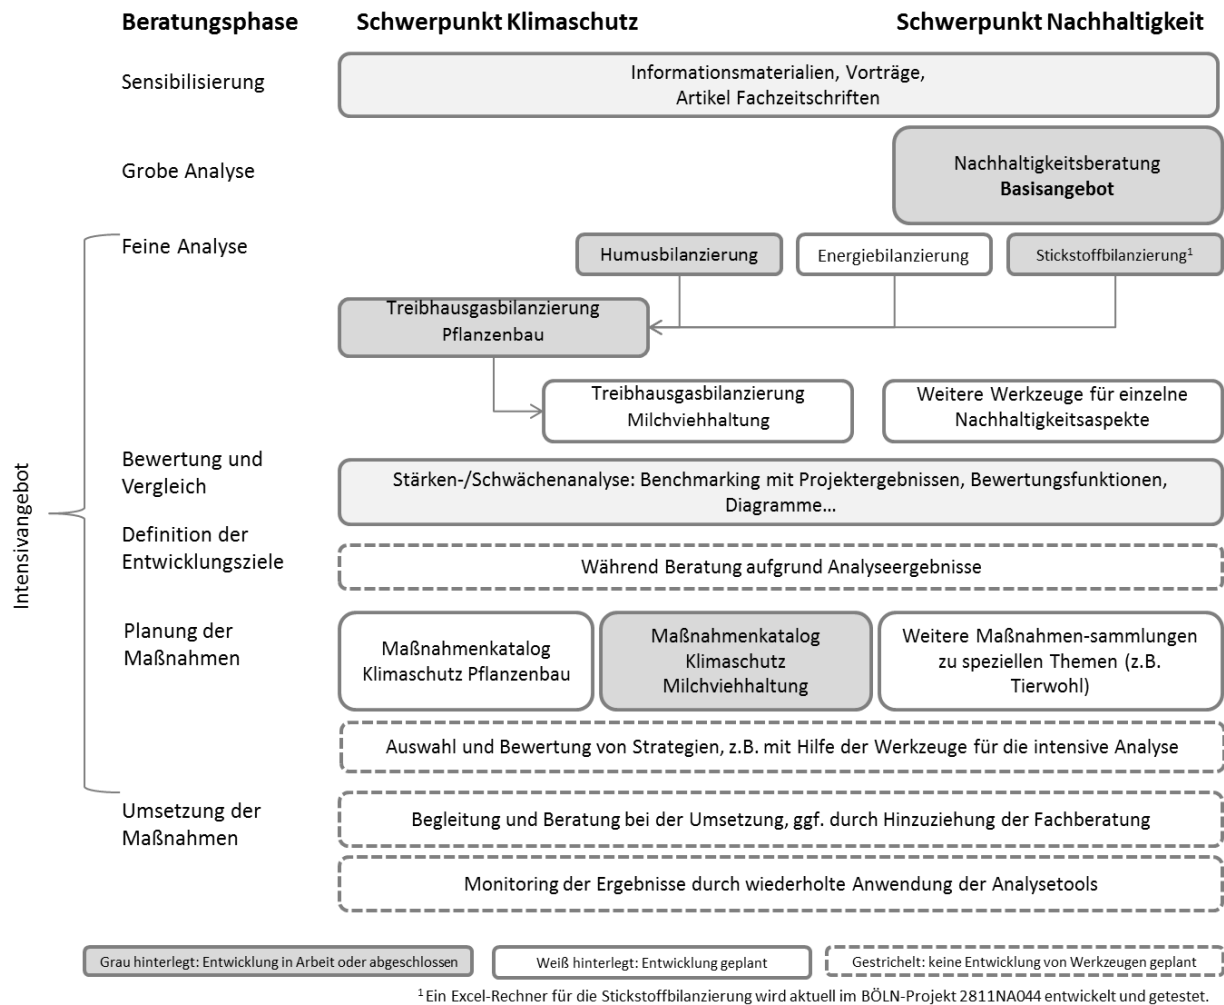 Beratungsphase
Schwerpunkt Klimaschutz
Schwerpunkt Nachhaltigkeit
Sensibilisierung
Informationsmaterialien, Vorträge,
Artikel Fachzeitschriften
Grobe Analyse
Nachhaltigkeitsberatung
Basisangebot
Intensivangebot
Feine Analyse
Humusbilanzierung
Energiebilanzierung
Stickstoffbilanzierung¹
Treibhausgasbilanzierung
Pflanzenbau
Treibhausgasbilanzierung
Milchviehhaltung
Weitere Werkzeuge für einzelne
Nachhaltigkeitsaspekte
Bewertung und
Vergleich
Stärken-/Schwächenanalyse: Benchmarking mit Projektergebnissen, Bewertungsfunktionen,
Diagramme...
Definition der
Entwicklungsziele
Während Beratung aufgrund Analyseergebnisse
Planung der
Maßnahmen
Maßnahmenkatalog
Klimaschutz Pflanzenbau
Maßnahmenkatalog
Klimaschutz
Milchviehhaltung
Weitere Maßnahmen-sammlungen
zu speziellen Themen (z.B.
Tierwohl)
Auswahl und Bewertung von Strategien, z.B. mit Hilfe der Werkzeuge für die intensive Analyse
Umsetzung der
Maßnahmen
Begleitung und Beratung bei der Umsetzung, ggf. durch Hinzuziehung der Fachberatung
Monitoring der Ergebnisse durch wiederholte Anwendung der Analysetools
Grau hinterlegt: Entwicklung in Arbeit oder abgeschlossen
Weiß hinterlegt: Entwicklung geplant
Gestrichelt: keine Entwicklung von Werkzeugen geplant
¹ Ein Excel-Rechner für die Stickstoffbilanzierung wird aktuell im BÖLN-Projekt 2811NA044 entwickelt und getestet.